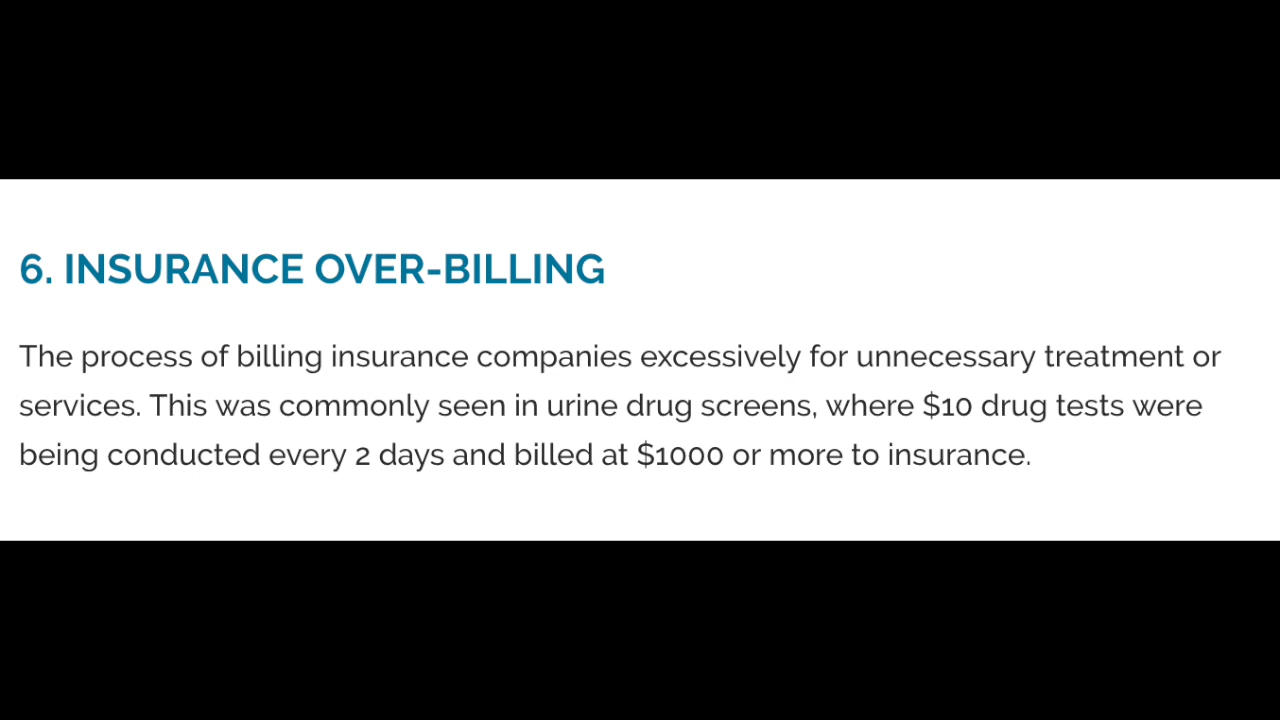 6. INSURANCE OVER-BILLING
The process of billing insurance companies excessively for unnecessary treatment or
services. This was commonly seen in urine drug screens, where $10 drug tests were
being conducted every 2 days and billed at $1000 or more to insurance.